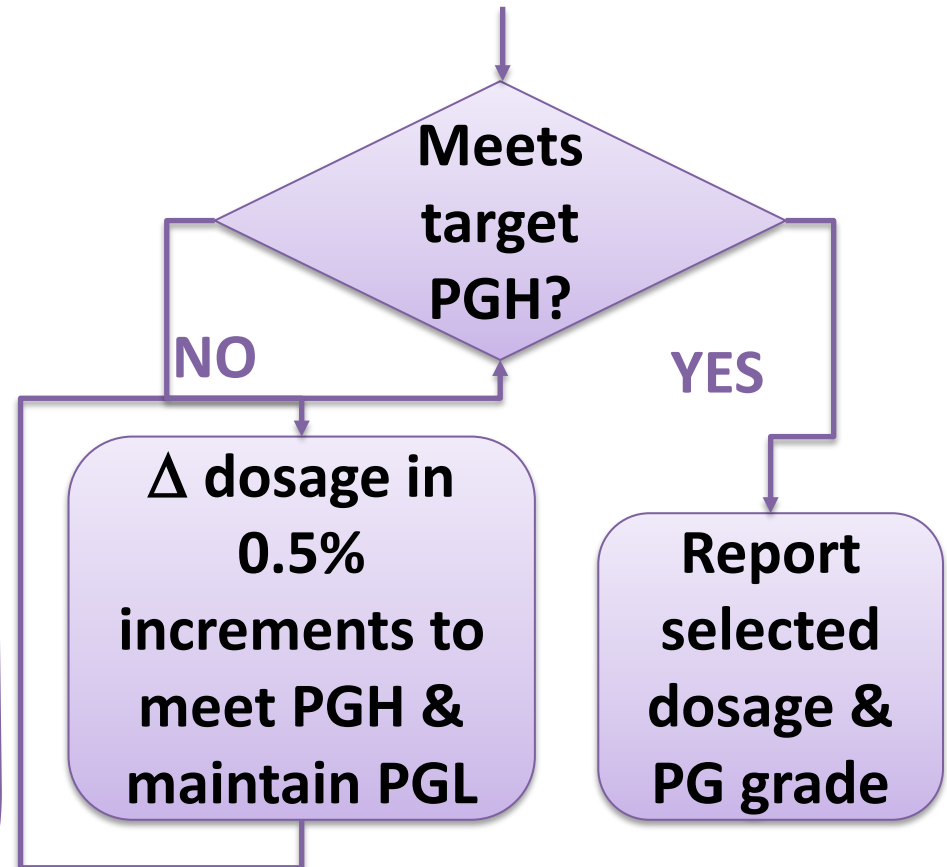 Meets
target
PGH?
NO
YES
Δ dosage in
0.5%
increments to
meet PGH &
maintain PGL
Report
selected
dosage &
PG grade